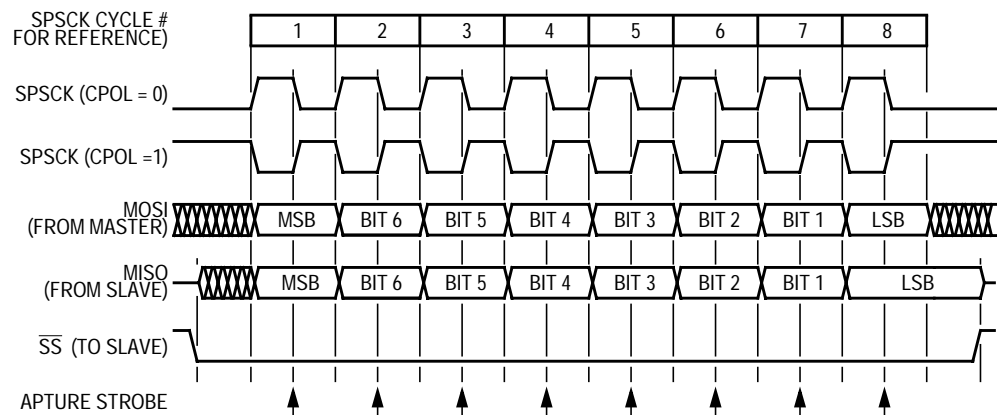 SPSCK CYCLE #
FOR REFERENCE)
1 2 3 4 5 6 7 8
SPSCK (CPOL = 0)
SPSCK (CPOL =1)
MOSI
(FROM MASTER)
MSB BIT 6 BIT 5 BIT 4 BIT 3 BIT 2 BIT 1 LSB
MISO
(FROM SLAVE)
MSB BIT 6 BIT 5 BIT 4 BIT 3 BIT 2 BIT 1 LSB
SS (TO SLAVE)
APTURE STROBE